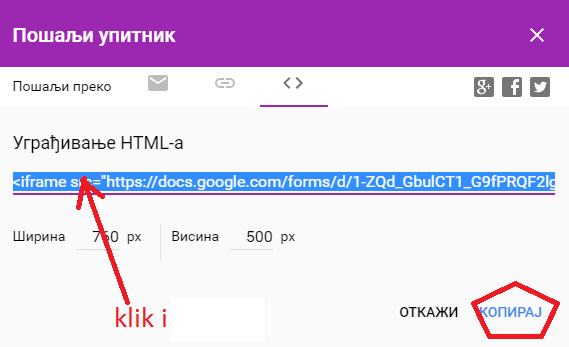 Пошаљи упитник
Пошаљи преко
Уграђивање HTML-а
<iframe src="https://docs.google.com/forms/d/1-ZQd_GbulCT1_G9fPRQF2lg
Ширина 760 px Висина 500 px
klik i
ОТКАЖИ КОПИРАЈ